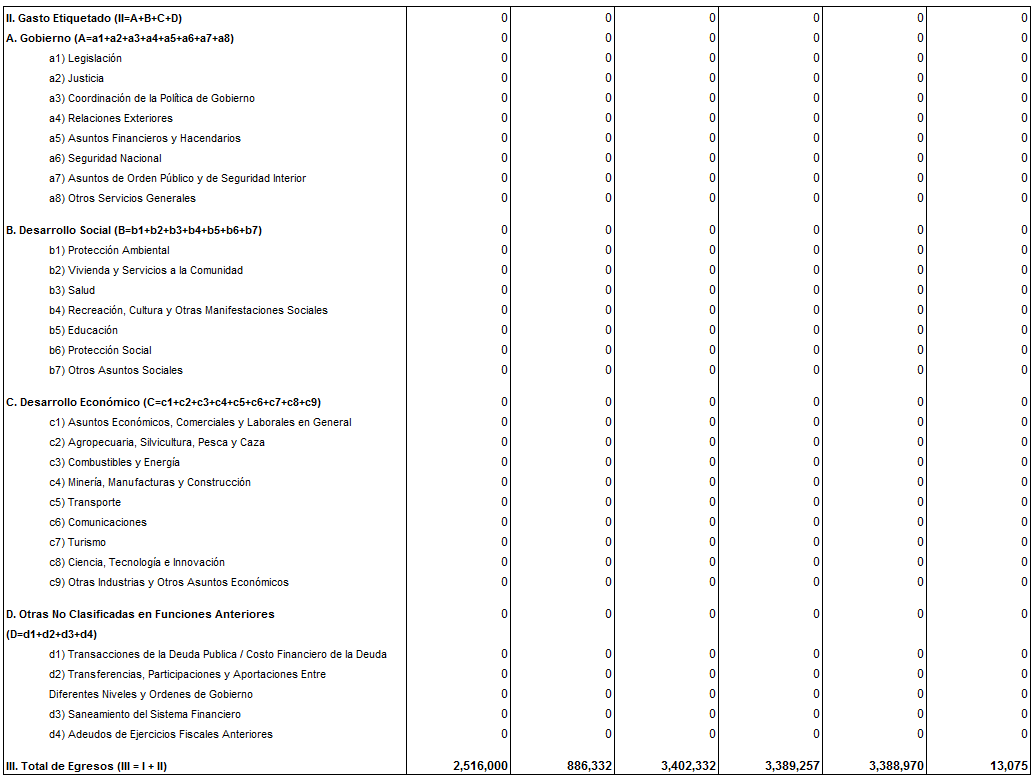 II. Gasto Etiquetado (II=A+B+C+D) 0 0 0 0 0 0
A. Gobierno (A=a1+a2+a3+a4+a5+a6+a7+a8) 0 0 0 0 0 0
a1) Legislación 0 0 0 0 0 0
a2) Justicia 0 0 0 0 0 0
a3) Coordinación de la Política de Gobierno 0 0 0 0 0 0
a4) Relaciones Exteriores 0 0 0 0 0 0
a5) Asuntos Financieros y Hacendarios 0 0 0 0 0 0
a6) Seguridad Nacional 0 0 0 0 0 0
a7) Asuntos de Orden Público y de Seguridad Interior 0 0 0 0 0 0
a8) Otros Servicios Generales 0 0 0 0 0 0
B. Desarrollo Social (B=b1+b2+b3+b4+b5+b6+b7) 0 0 0 0 0 0
b1) Protección Ambiental 0 0 0 0 0 0
b2) Vivienda y Servicios a la Comunidad 0 0 0 0 0 0
b3) Salud 0 0 0 0 0 0
b4) Recreación, Cultura y Otras Manifestaciones Sociales 0 0 0 0 0 0
b5) Educación 0 0 0 0 0 0
b6) Protección Social 0 0 0 0 0 0
b7) Otros Asuntos Sociales 0 0 0 0 0 0
C. Desarrollo Económico (C=c1+c2+c3+c4+c5+c6+c7+c8+c9) 0 0 0 0 0 0
c1) Asuntos Económicos, Comerciales y Laborales en General 0 0 0 0 0 0
c2) Agropecuaria, Silvicultura, Pesca y Caza 0 0 0 0 0 0
c3) Combustibles y Energía 0 0 0 0 0 0
c4) Minería, Manufacturas y Construcción 0 0 0 0 0 0
c5) Transporte 0 0 0 0 0 0
c6) Comunicaciones 0 0 0 0 0 0
c7) Turismo 0 0 0 0 0 0
c8) Ciencia, Tecnología e Innovación 0 0 0 0 0 0
c9) Otras Industrias y Otros Asuntos Económicos 0 0 0 0 0 0
D. Otras No Clasificadas en Funciones Anteriores 0 0 0 0 0 0
(D=d1+d2+d3+d4)
d1) Transacciones de la Deuda Publica / Costo Financiero de la Deuda 0 0 0 0 0 0
d2) Transferencias, Participaciones y Aportaciones Entre 0 0 0 0 0 0
Diferentes Niveles y Ordenes de Gobierno 0 0 0 0 0 0
d3) Saneamiento del Sistema Financiero 0 0 0 0 0 0
d4) Adeudos de Ejercicios Fiscales Anteriores 0 0 0 0 0 0
III. Total de Egresos (III = I + II) 2,516,000 886,332 3,402,332 3,389,257 3,388,970 13,075